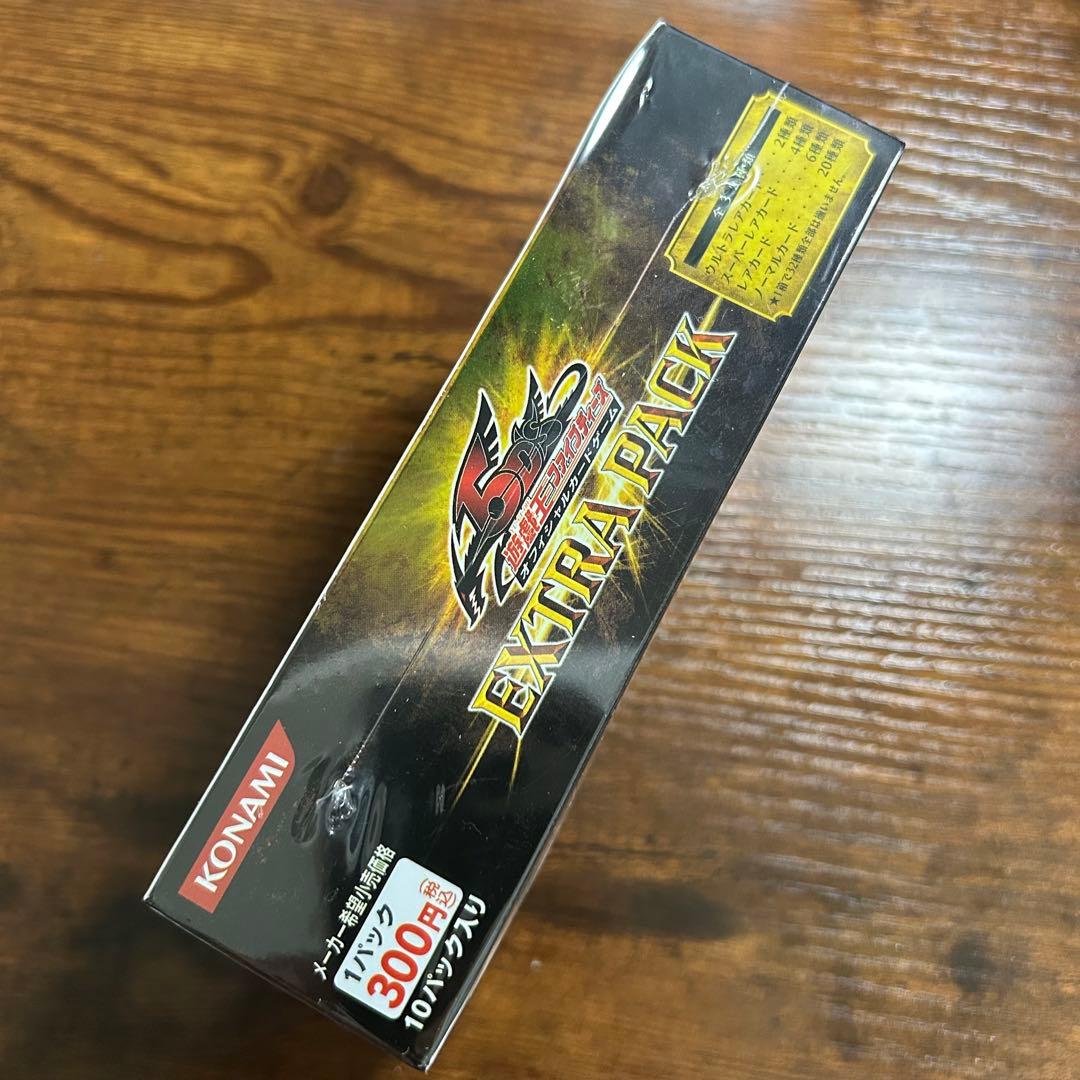 全32種類
ウルトラレアカード 2種類
スーパーレアカード 4種類
レアカード 6種類
ノーマルカード 20種類
★1箱で32種類全部は揃いません。
5D's
遊戯王ファイブディーズ
オフィシャルカードゲーム
EXTRA PACK
KONAMI
メーカー希望小売価格
1パック
300円 税込
10パック入り